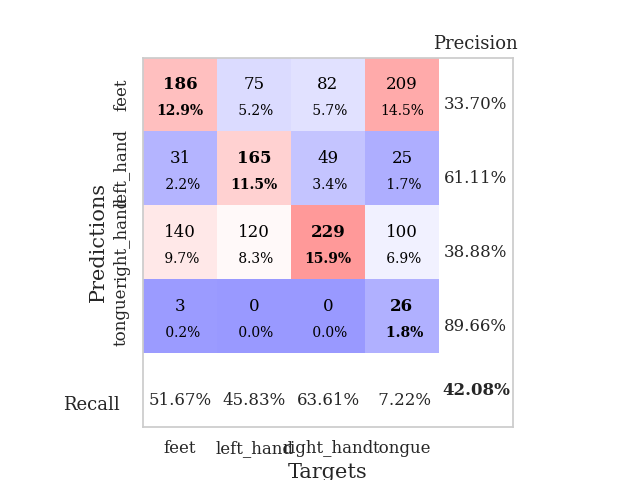 Precision
feet 186 75 82 209 33.70%
12.9% 5.2% 5.7% 14.5%
left_hand 31 165 49 25 61.11%
2.2% 11.5% 3.4% 1.7%
right_hand 140 120 229 100 38.88%
9.7% 8.3% 15.9% 6.9%
tongue 3 0 0 26 89.66%
0.2% 0.0% 0.0% 1.8%
Predictions
Recall 51.67% 45.83% 63.61% 7.22% 42.08%
feet left_hand right_hand tongue
Targets